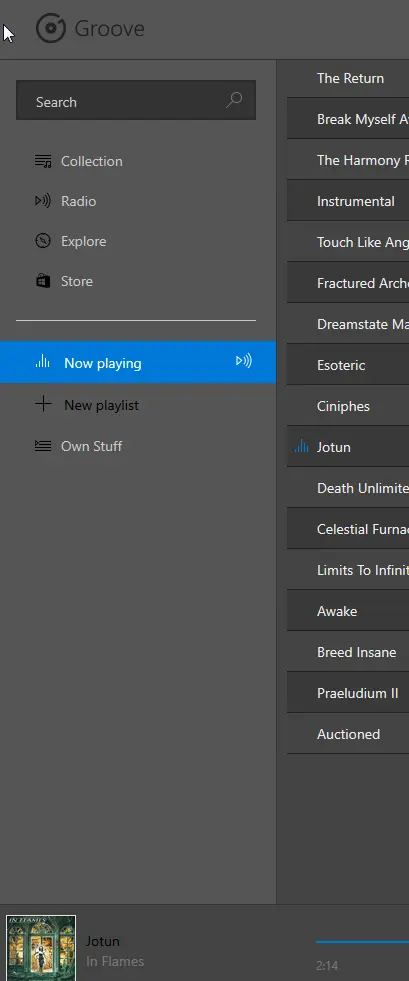 Groove
Search
Collection
Radio
Explore
Store
Now playing
New playlist
Own Stuff
The Return
Break Myself A
The Harmony
Instrumental
Touch Like Ang
Fractured Arch
Dreamstate Ma
Esoteric
Ciniphes
Jotun
Death Unlimite
Celestial Furna
Limits To Infinit
Awake
Breed Insane
Praeludium II
Auctioned
IN FLAMES
Jotun
In Flames
2:14